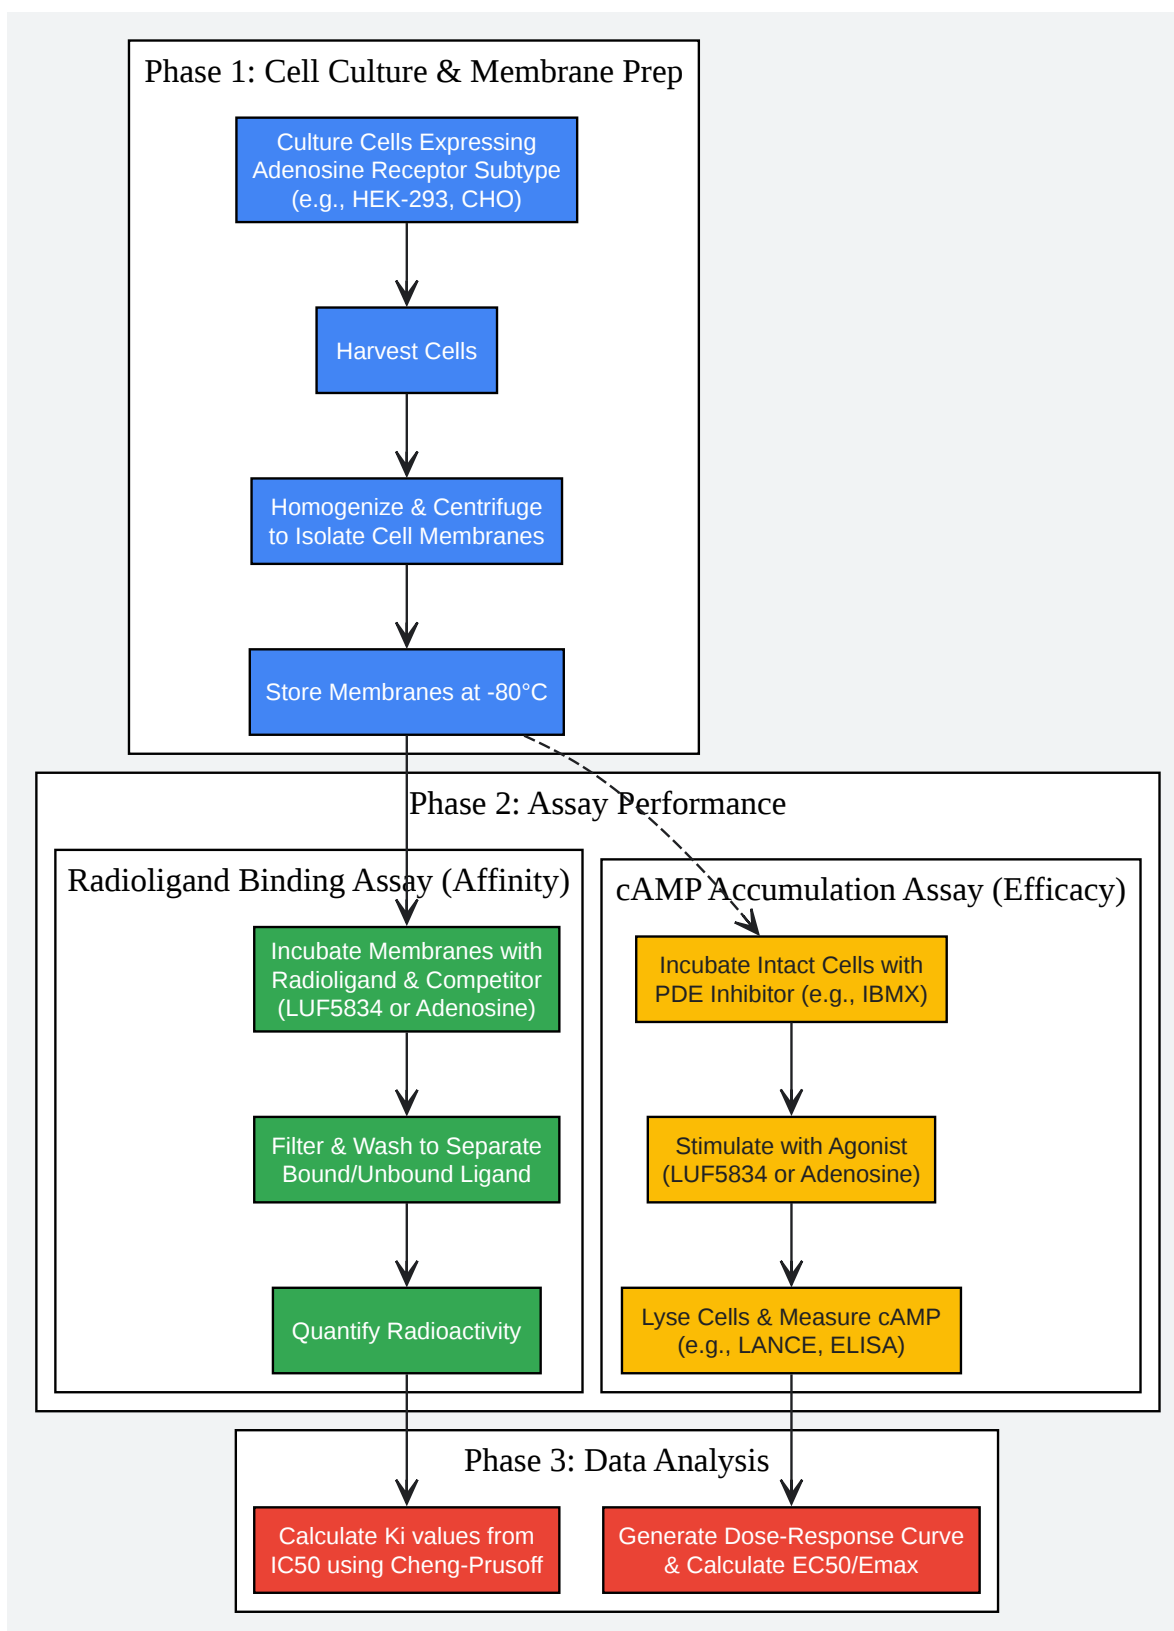 Phase 1: Cell Culture & Membrane Prep
Culture Cells Expressing
Adenosine Receptor Subtype
(e.g., HEK-293, CHO)
Harvest Cells
Homogenize & Centrifuge
to Isolate Cell Membranes
Store Membranes at -80°C
Phase 2: Assay Performance
Radioligand Binding Assay (Affinity)
Incubate Membranes with
Radioligand & Competitor
(LUF5834 or Adenosine)
Filter & Wash to Separate
Bound/Unbound Ligand
Quantify Radioactivity
cAMP Accumulation Assay (Efficacy)
Incubate Intact Cells with
PDE Inhibitor (e.g., IBMX)
Stimulate with Agonist
(LUF5834 or Adenosine)
Lyse Cells & Measure cAMP
(e.g., LANCE, ELISA)
Phase 3: Data Analysis
Calculate Ki values from
IC50 using Cheng-Prusoff
Generate Dose-Response Curve
& Calculate EC50/Emax